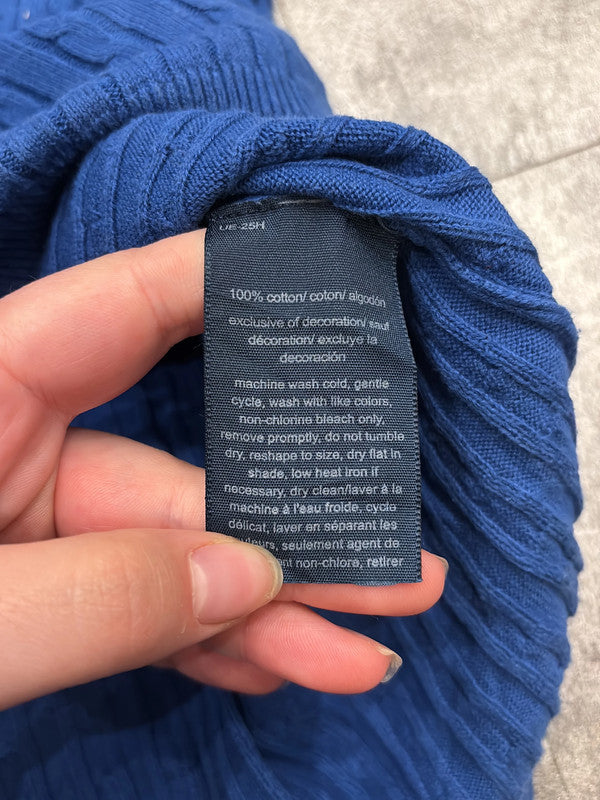 UE-25H
100% cotton/ coton/ algodón
exclusive of decoration/ sauf
décoration/ excluye la
decoración
machine wash cold, gentle
cycle, wash with like colors,
non-chlorine bleach only,
remove promptly, do not tumble
dry, reshape to size, dry flat in
shade, low heat iron if
necessary, dry clean/laver à la
machine à l'eau froide, cycle
délicat, laver en séparant les
seulement agent de
non-chloré, retirer